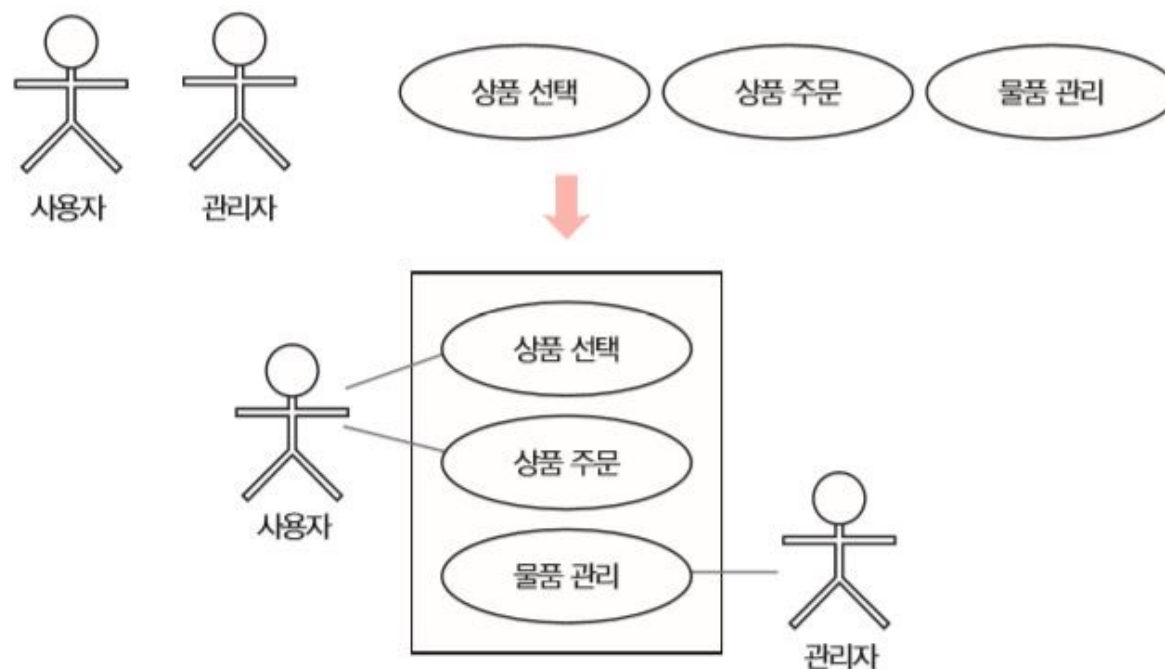 상품 선택
상품 주문
물품 관리
사용자
관리자
상품 선택
상품 주문
사용자
물품 관리
관리자